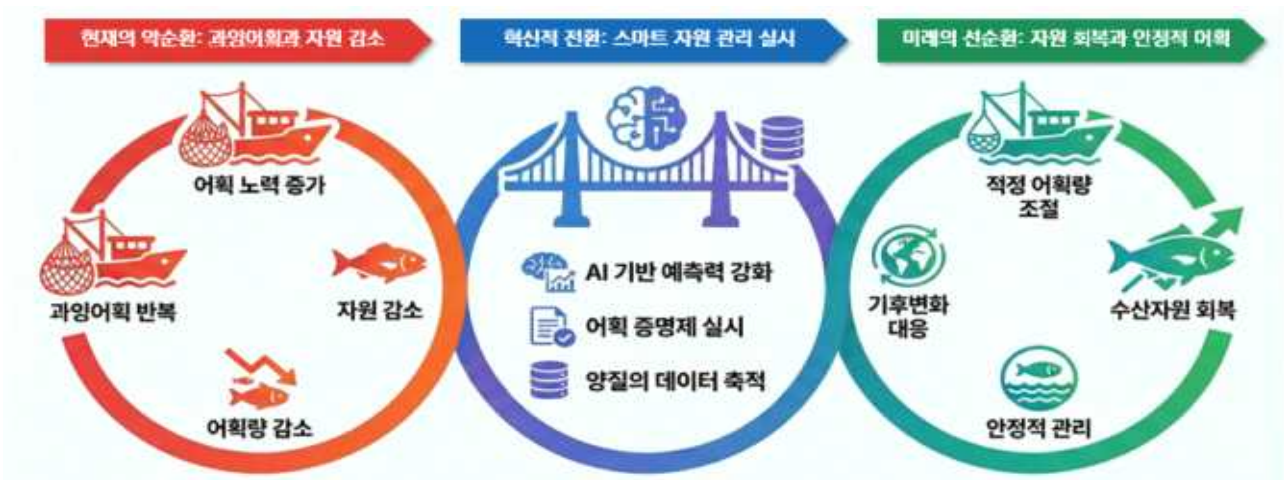 현재의 악순환: 과잉어획과 자원 감소
어획 노력 증가
과잉어획 반복
자원 감소
어획량 감소
혁신적 전환: 스마트 자원 관리 실시
AI 기반 예측력 강화
어획 증명제 실시
양질의 데이터 축적
미래의 선순환: 자원 회복과 안정적 어획
적정 어획량
조절
기후변화
대응
수산자원 회복
안정적 관리